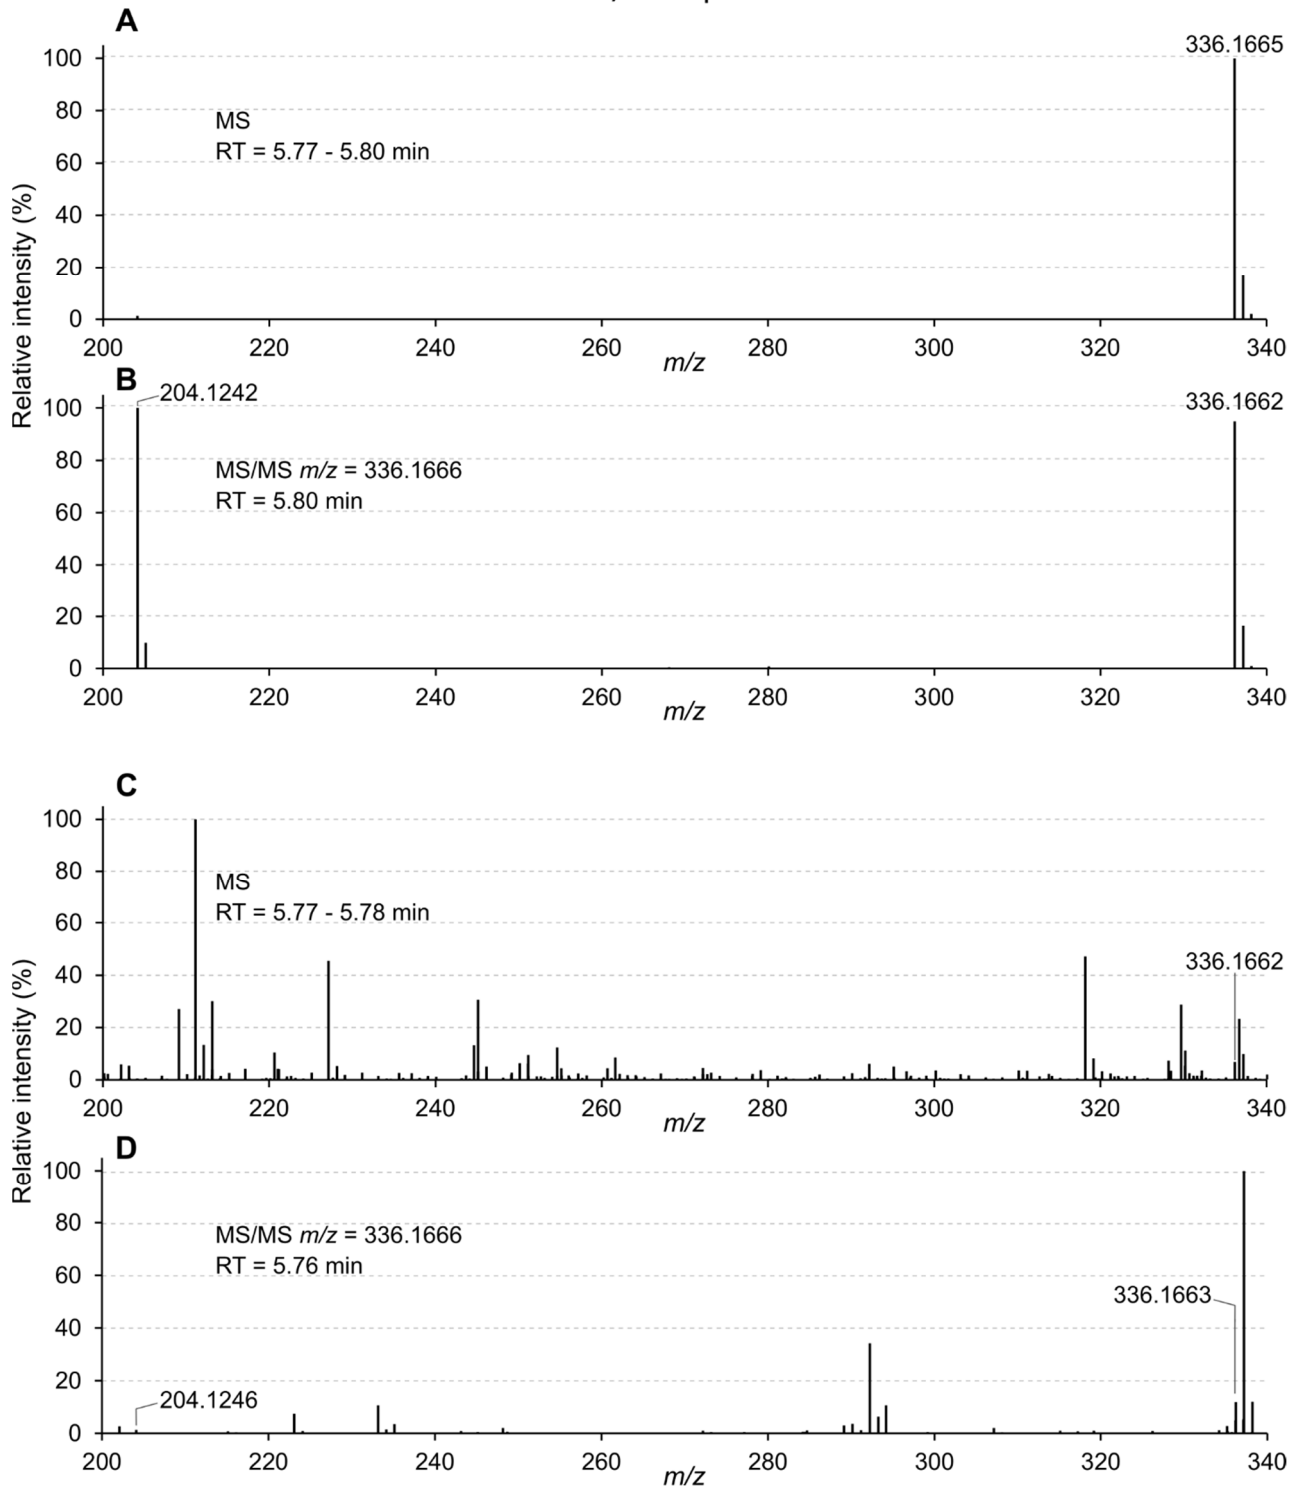 A
336.1665
100
80
60
40
20
0
MS
RT = 5.77 - 5.80 min
200 220 240 260 280 300 320 340
m/z
Relative intensity (%)
B
204.1242
336.1662
100
80
60
40
20
0
MS/MS m/z = 336.1666
RT = 5.80 min
200 220 240 260 280 300 320 340
m/z
C
100
80
60
40
20
0
MS
RT = 5.77 - 5.78 min
336.1662
200 220 240 260 280 300 320 340
m/z
Relative intensity (%)
D
100
80
60
40
20
0
MS/MS m/z = 336.1666
RT = 5.76 min
336.1663
204.1246
200 220 240 260 280 300 320 340
m/z